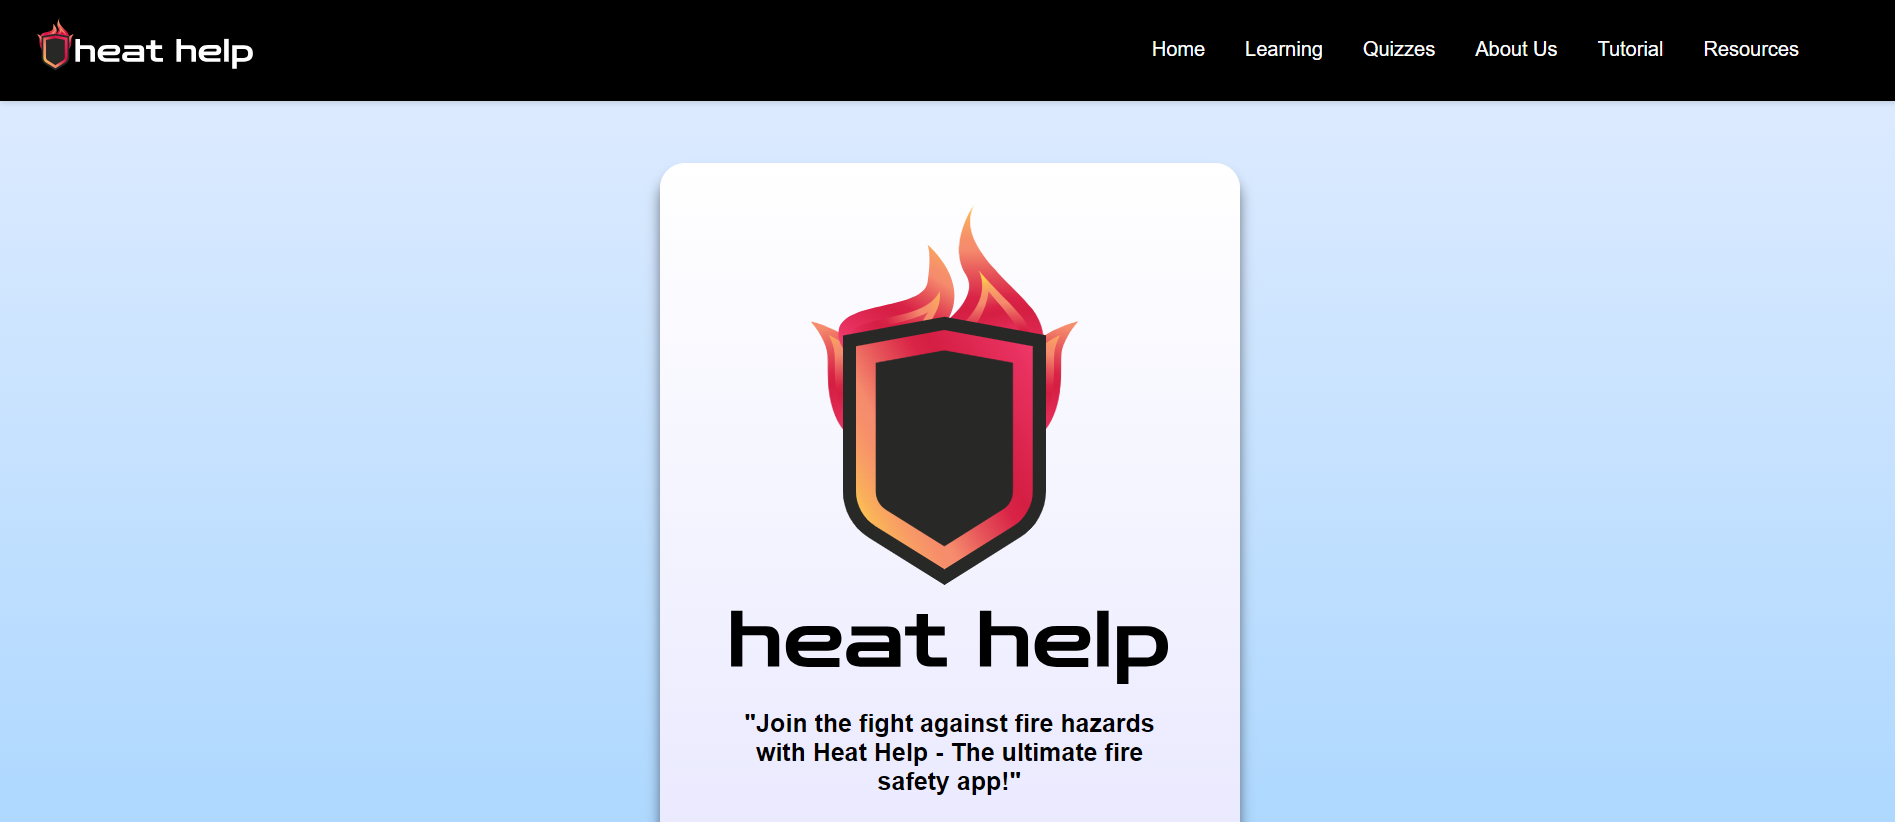 heat help
Home Learning Quizzes About Us Tutorial Resources
heat help
"Join the fight against fire hazards
with Heat Help - The ultimate fire
safety app!"